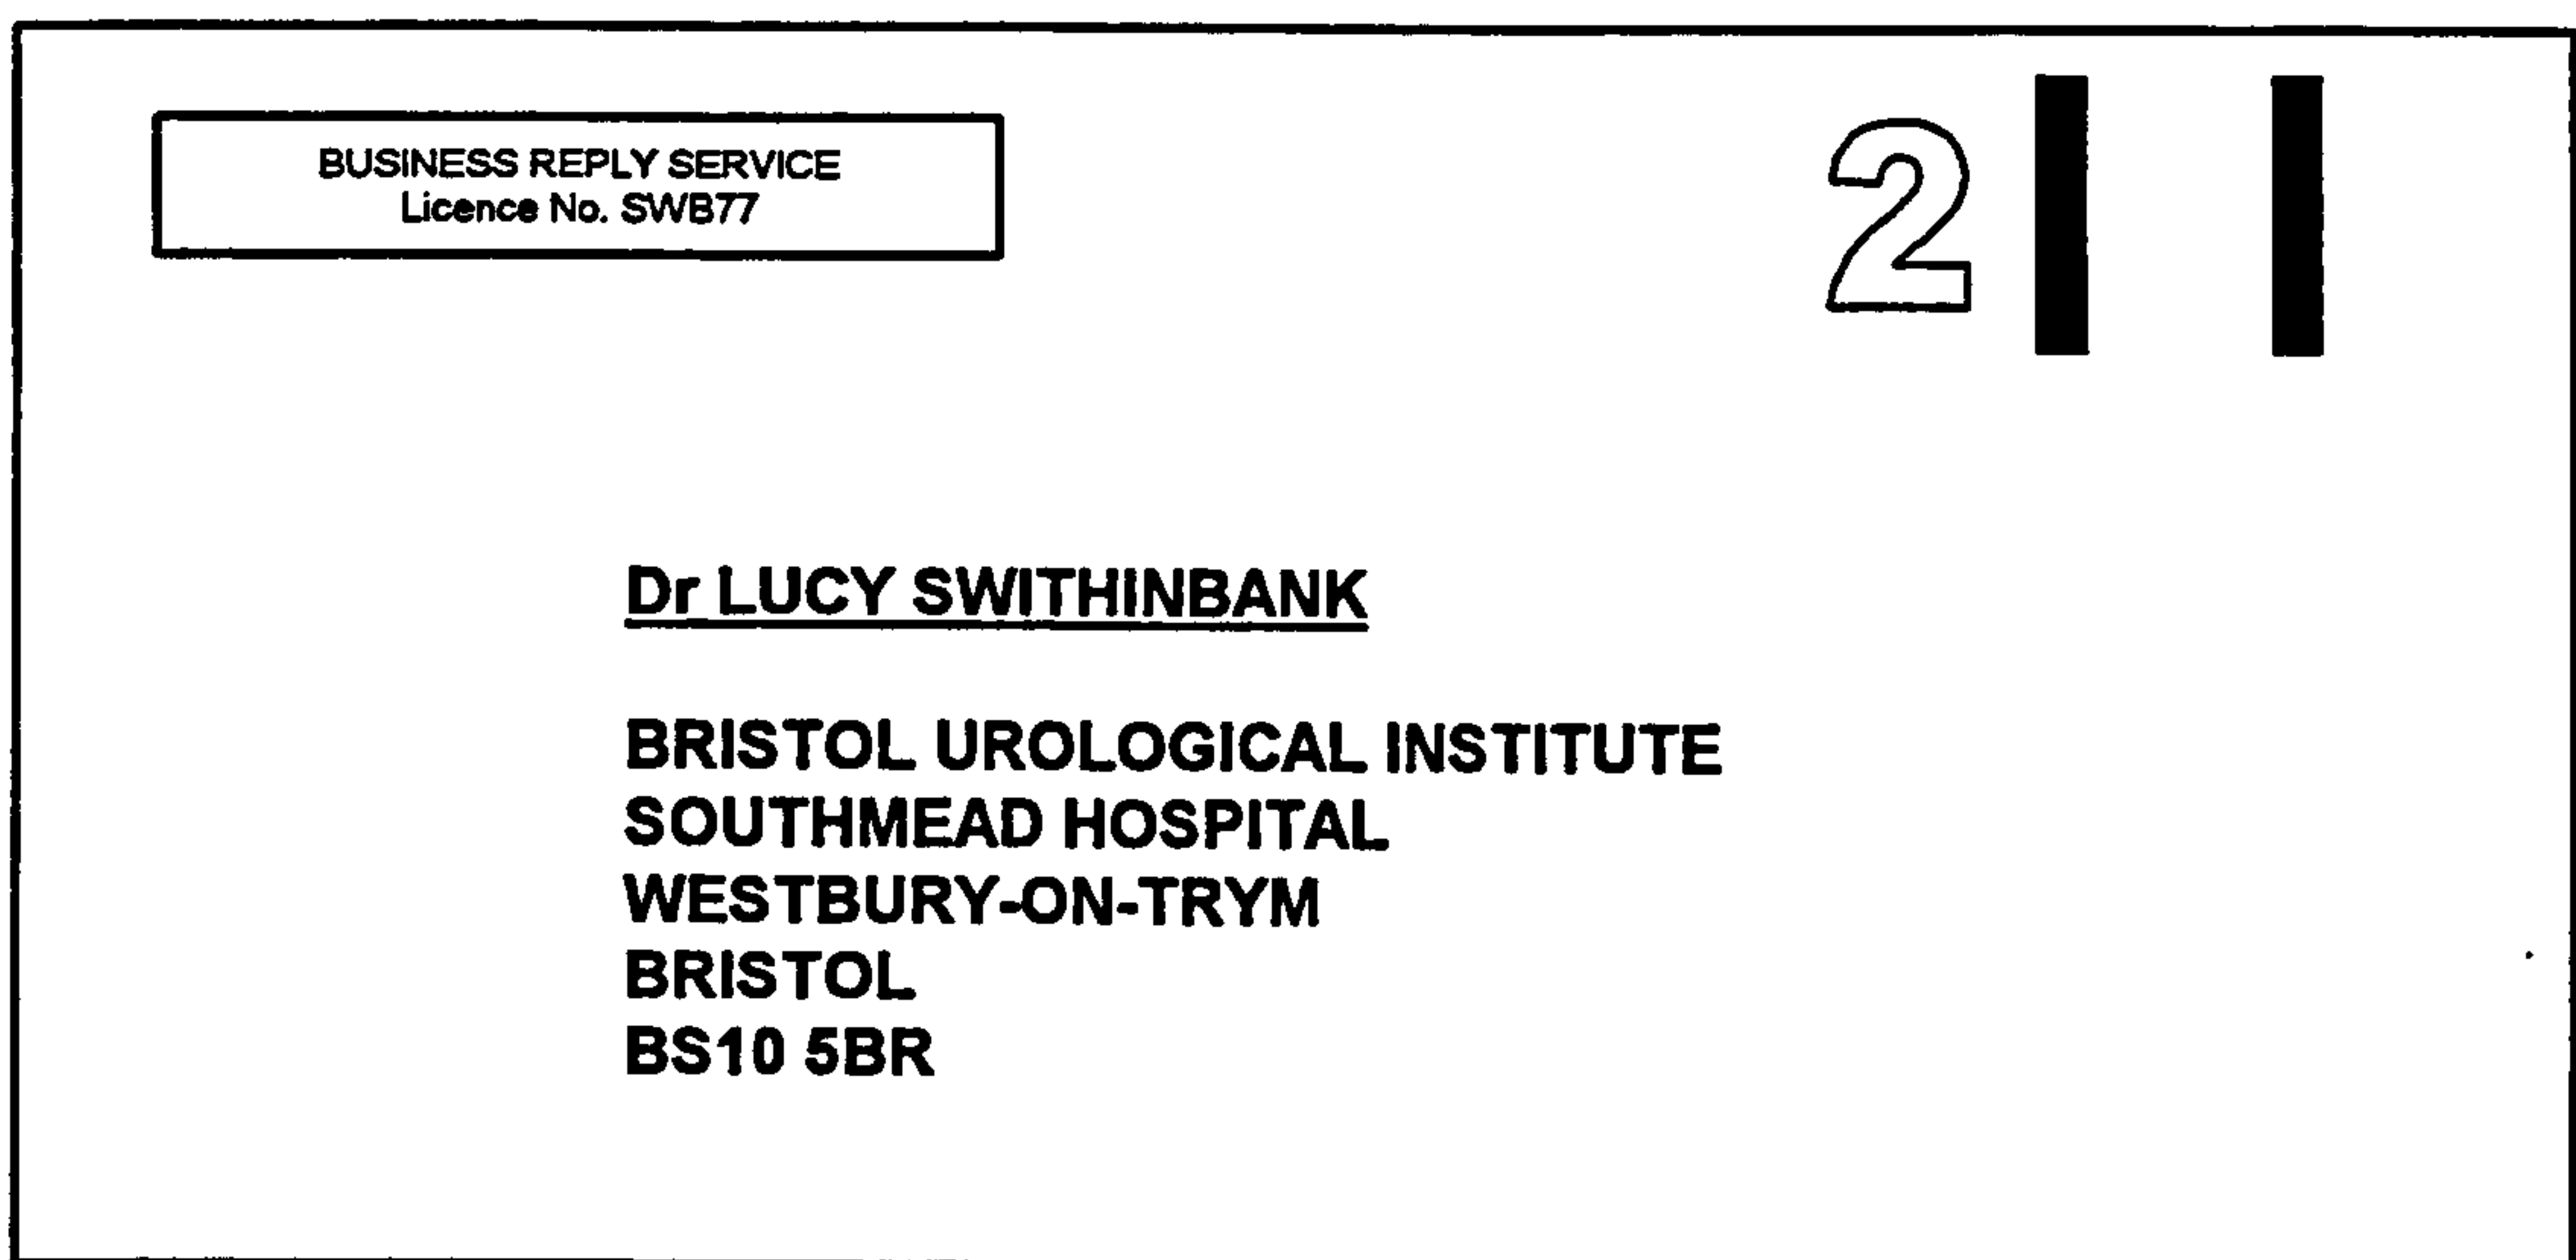 BUSINESS REPLY SERVICE
Licence No. SWB77
2
Dr LUCY SWITHINBANK
BRISTOL UROLOGICAL INSTITUTE
SOUTHMEAD HOSPITAL
WESTBURY-ON-TRYM
BRISTOL
BS10 5BR